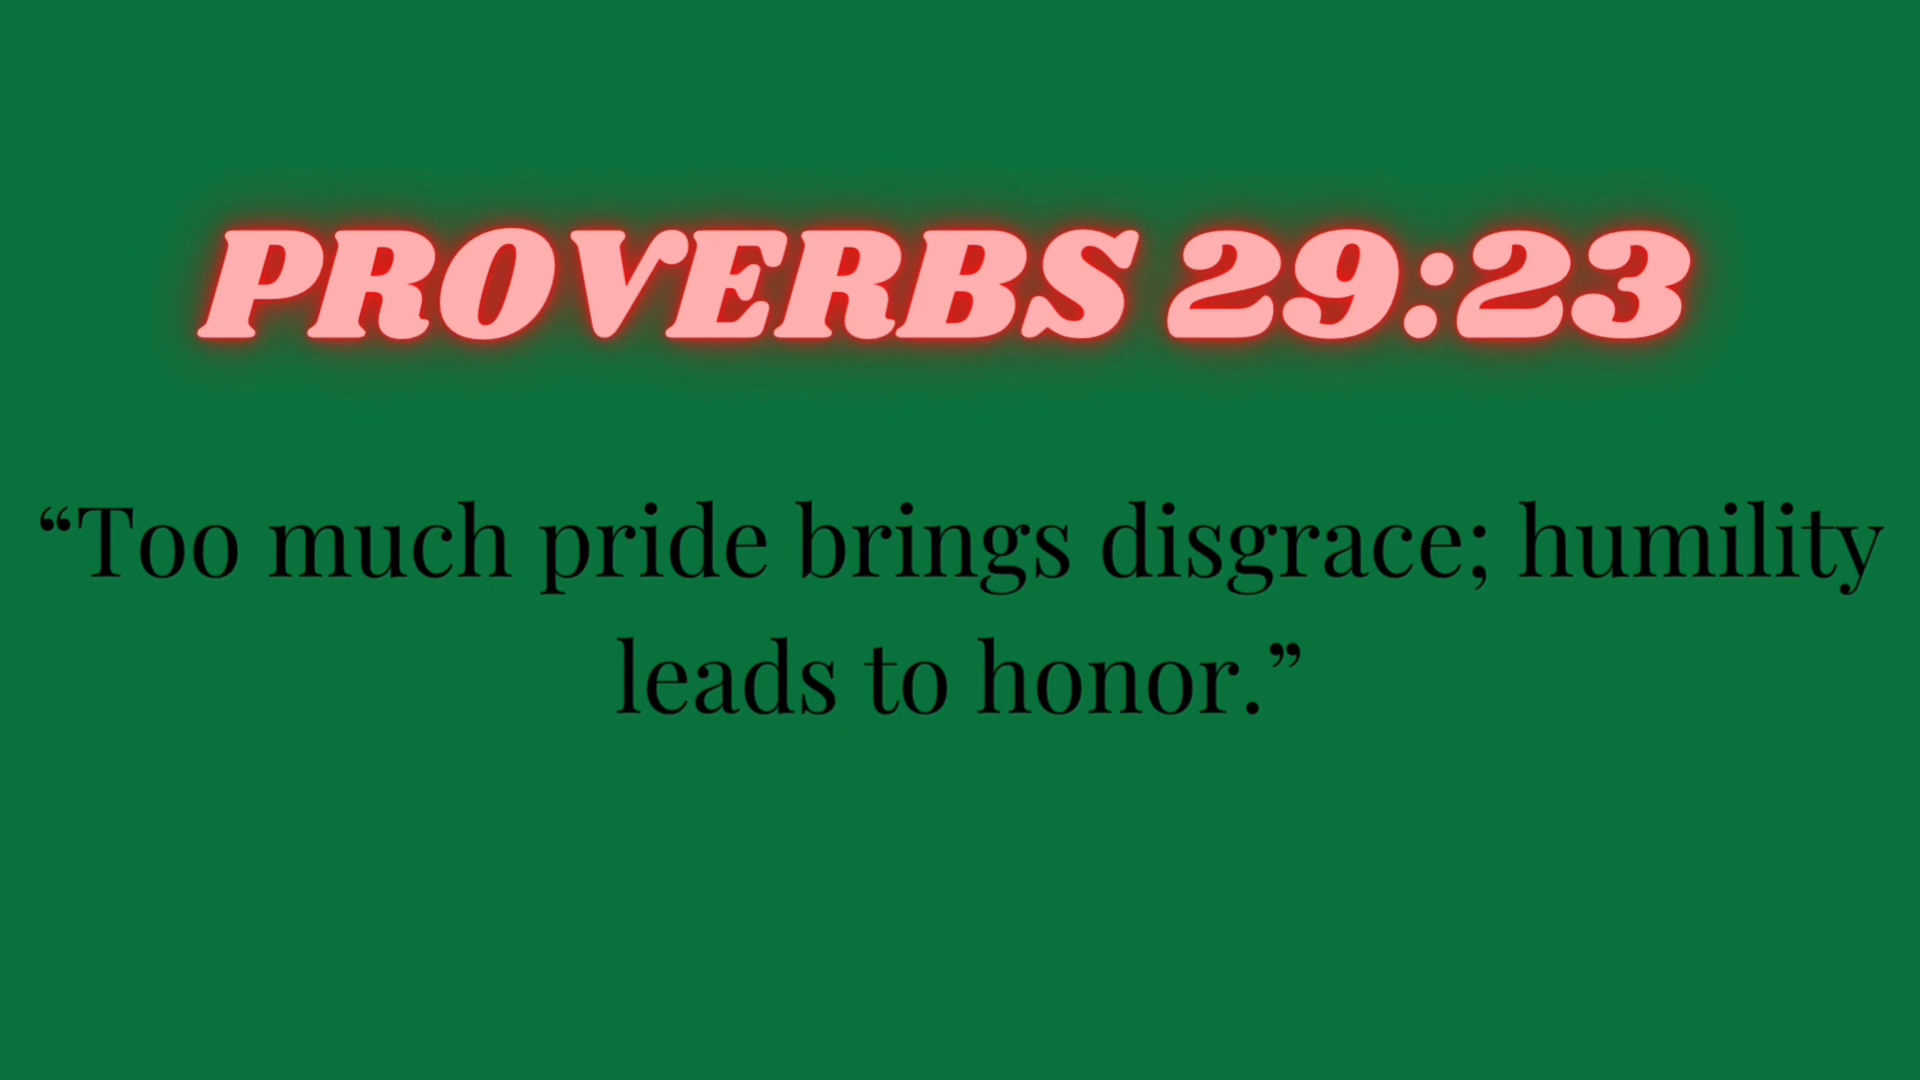 PROVERBS 29:23
“Too much pride brings disgrace; humility
leads to honor.”